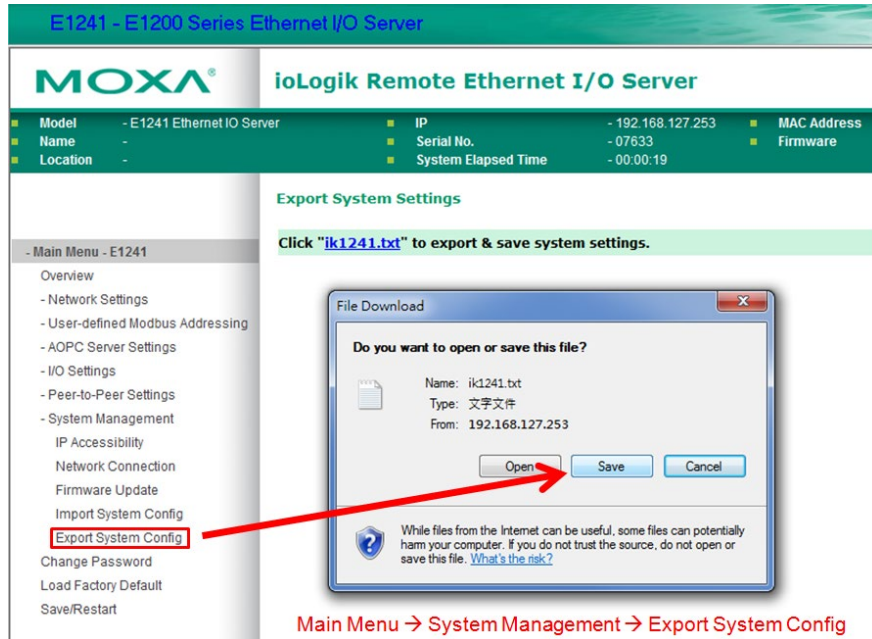 E1241 - E1200 Series Ethernet I/O Server
MOXA®
ioLogik Remote Ethernet I/O Server
Model - E1241 Ethernet IO Server
IP - 192.168.127.253
MAC Address
Name -
Serial No. - 07633
Firmware
Location -
System Elapsed Time - 00:00:19
Export System Settings
Click "ik1241.txt" to export & save system settings.
- Main Menu - E1241
Overview
- Network Settings
- User-defined Modbus Addressing
- AOPC Server Settings
- I/O Settings
- Peer-to-Peer Settings
- System Management
IP Accessibility
Network Connection
Firmware Update
Import System Config
Export System Config
Change Password
Load Factory Default
Save/Restart
File Download
Do you want to open or save this file?
Name: ik1241.txt
Type: 文字文件
From: 192.168.127.253
Open
Save
Cancel
While files from the Internet can be useful, some files can potentially
harm your computer. If you do not trust the source, do not open or
save this file. What's the risk?
Main Menu → System Management → Export System Config